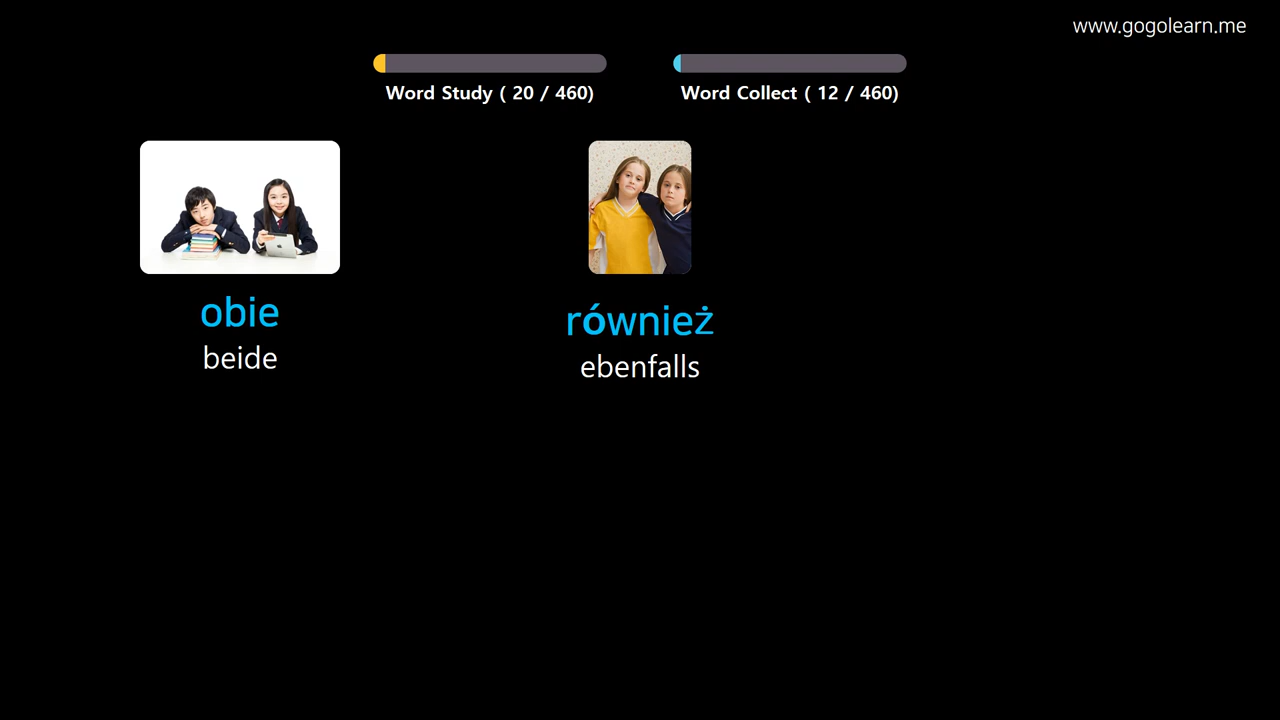 www.gogolearn.me
Word Study ( 20 / 460)
Word Collect ( 12 / 460)
obie
beide
również
ebenfalls